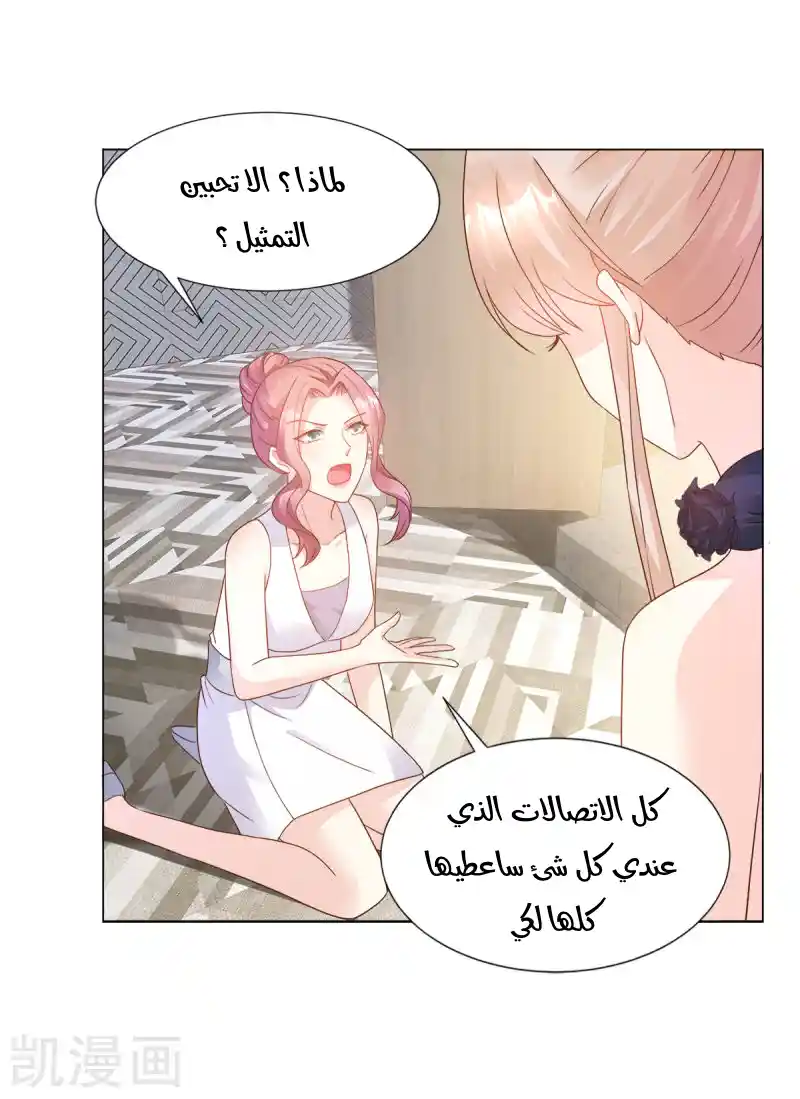 لماذا؟ الا تحبين
التمثيل ؟
كل الاتصالات الذي
عندي كل شئ ساعطيها
كلها لكي
凯漫画